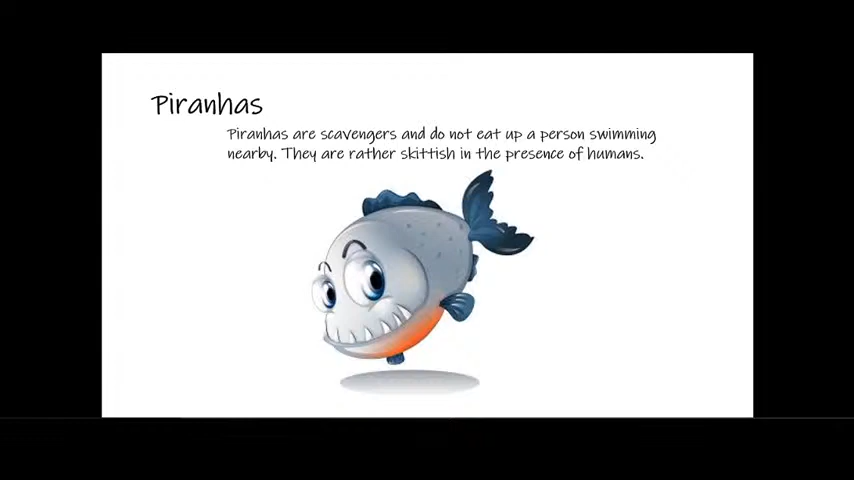 Piranhas
Piranhas are scavengers and do not eat up a person swimming
nearby. They are rather skittish in the presence of humans.